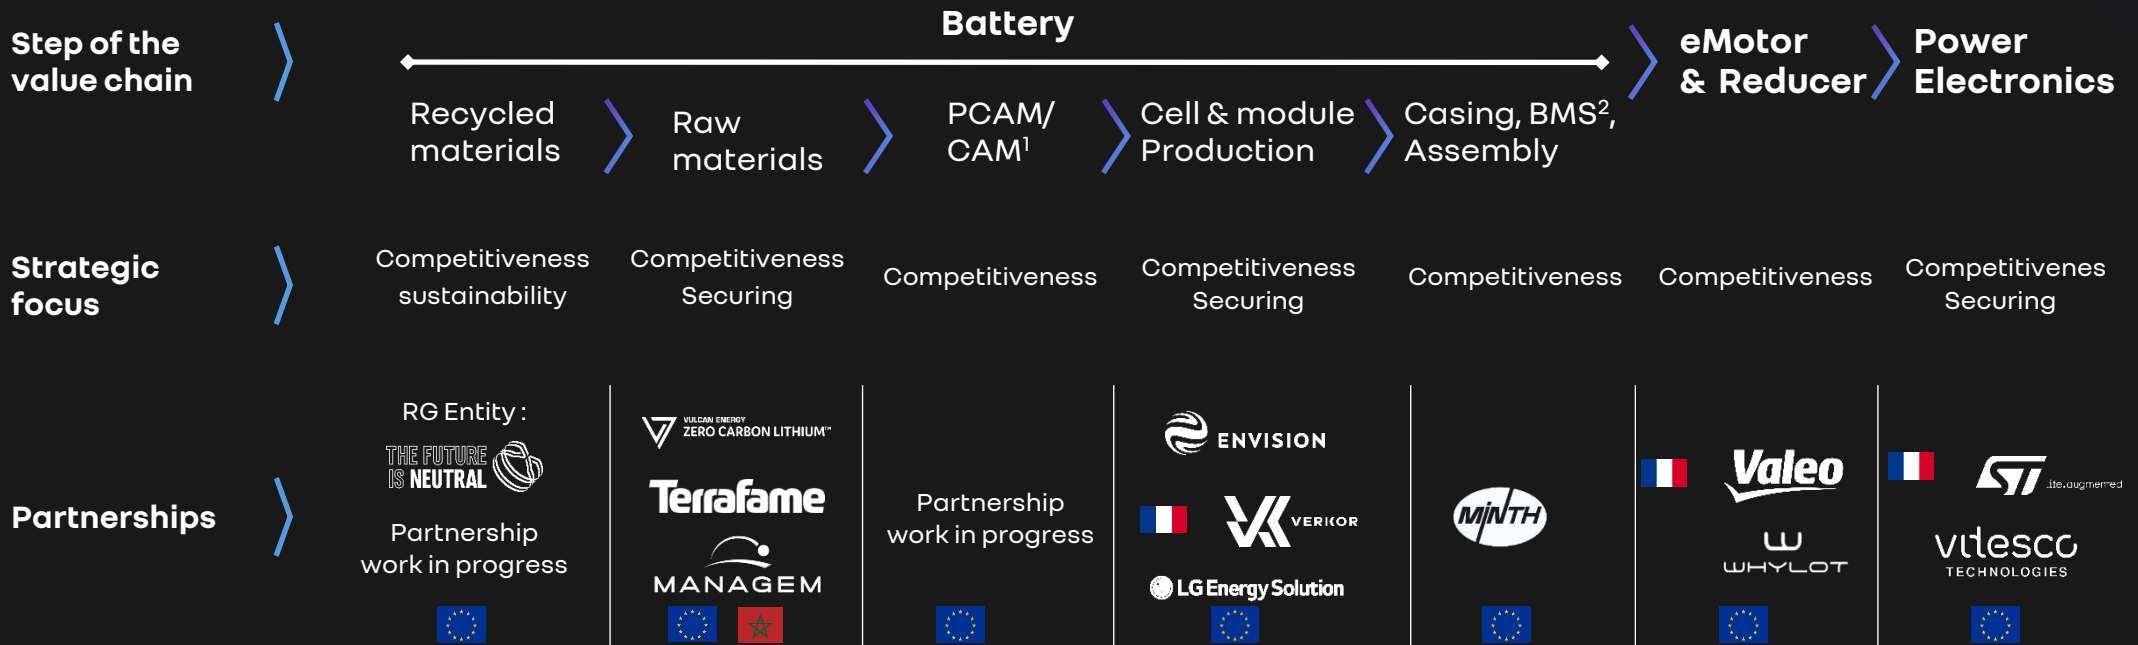 Battery
Step of the
value chain
eMotor
& Reducer
Power
Electronics
Recycled
materials
Raw
materials
PCAM/
CAM1
Cell & module
Production
Casing, BMS2,
Assembly
Strategic
focus
Competitiveness
sustainability
Competitiveness
Securing
Competitiveness
Competitiveness
Securing
Competitiveness
Competitiveness
Competitivenes
Securing
Partnerships
RG Entity :
THE FUTURE
IS NEUTRAL
Partnership
work in progress
VULCAN ENERGY
ZERO CARBON LITHIUM™
Terrafame
MANAGEM
Partnership
work in progress
ENVISION
VERKOR
LG Energy Solution
MINTH
Valeo
WHYLOT
ST
life.augmented
vitesco
TECHNOLOGIES